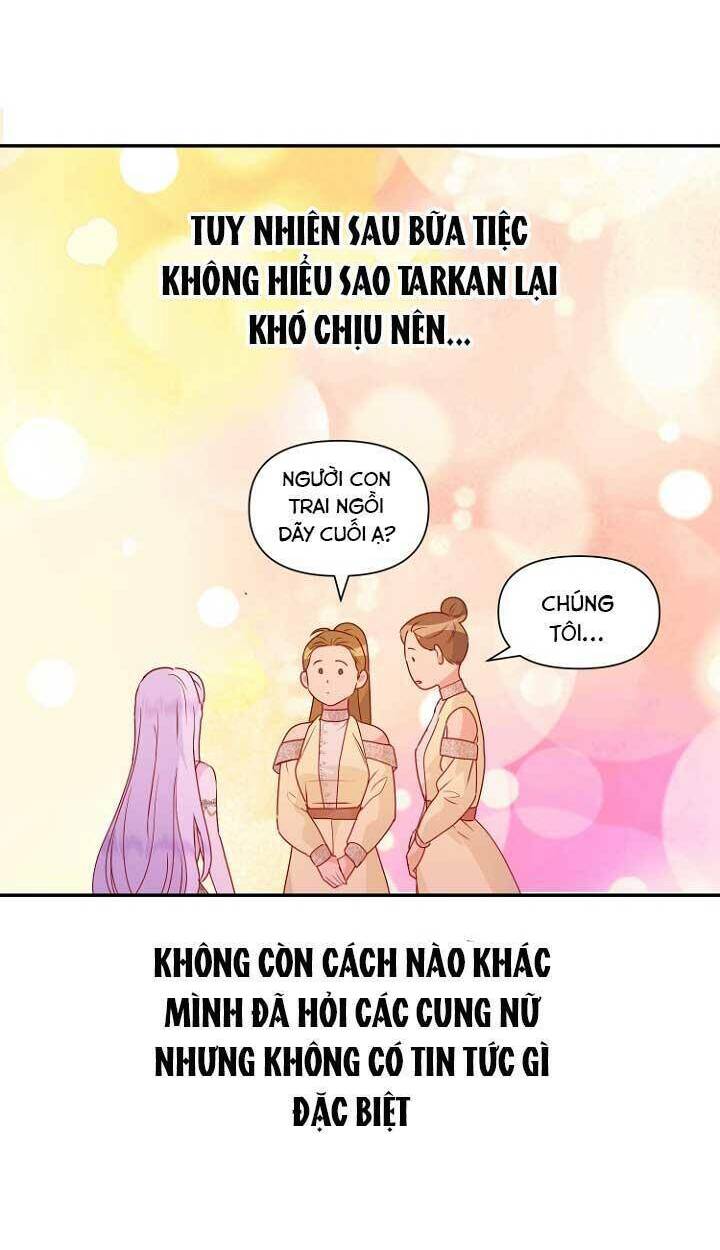 TUY NHIÊN SAU BỮA TIỆC
KHÔNG HIỂU SAO TARKAN LẠI
KHÓ CHỊU NÊN...
NGƯỜI CON
TRAI NGỒI
DÃY CUỐI Ạ?
CHÚNG
TÔI...
KHÔNG CÒN CÁCH NÀO KHÁC
MÌNH ĐÃ HỎI CÁC CUNG NỮ
NHƯNG KHÔNG CÓ TIN TỨC GÌ
ĐẶC BIỆT